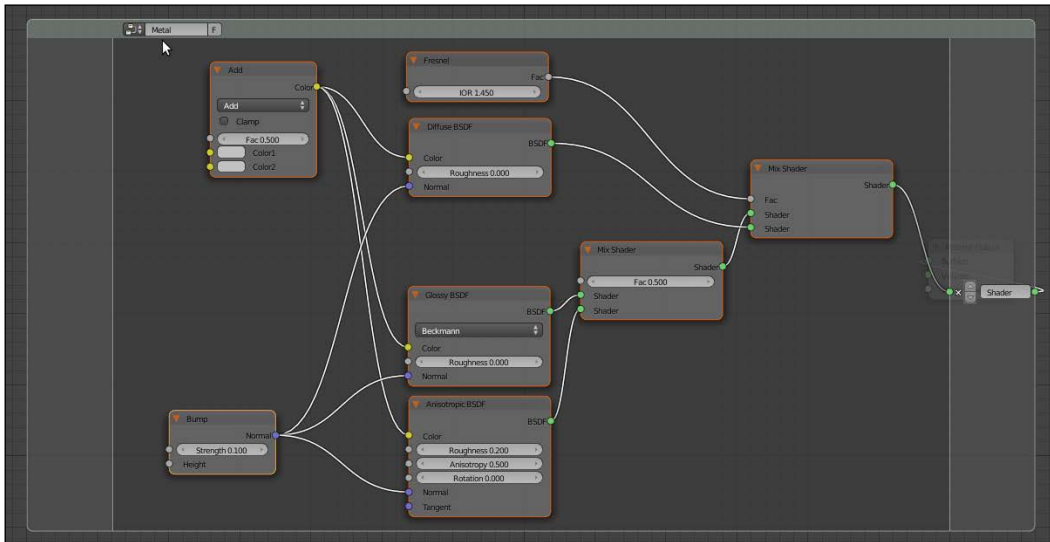 Metal F
Add
Color
Add
Clamp
Fac 0.500
Color1
Color2
Fresnel
Fac
IOR 1.450
Diffuse BSDF
BSDF
Color
Roughness 0.000
Normal
Mix Shader
Shader
Fac
Shader
Shader
Mix Shader
Shader
Fac 0.500
Shader
Shader
Surface
Shader
Glossy BSDF
BSDF
Beckmann
Color
Roughness 0.000
Normal
Anisotropic BSDF
BSDF
Color
Roughness 0.200
Anisotropy 0.500
Rotation 0.000
Normal
Tangent
Bump
Normal
Strength 0.100
Height